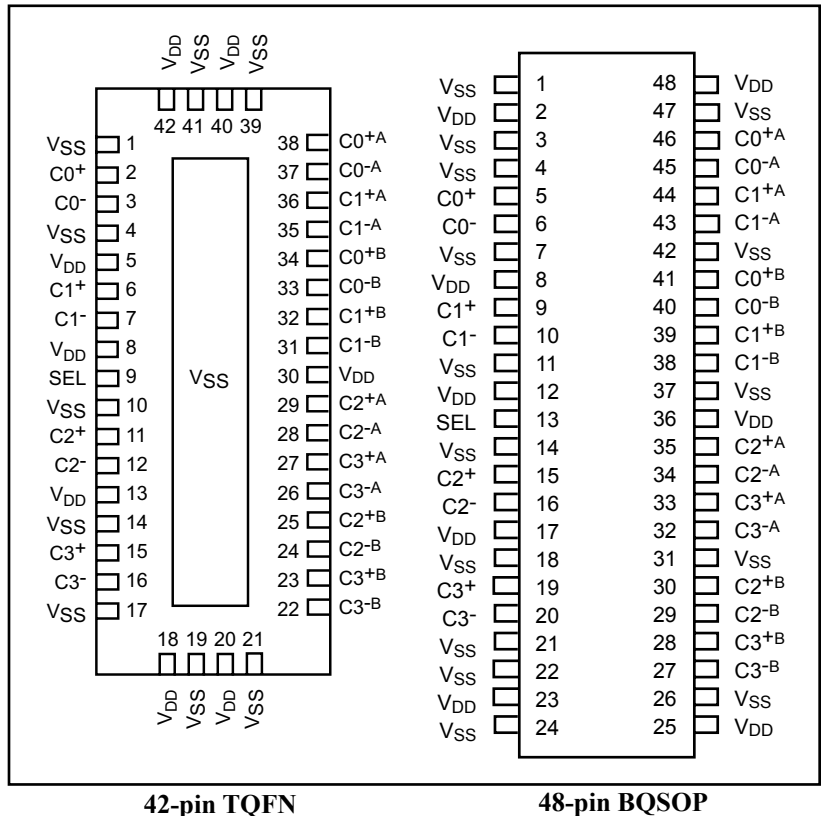 VDD VSS VDD VSS
42 41 40 39
VSS 1
C0+ 2
C0- 3
VSS 4
VDD 5
C1+ 6
C1- 7
VDD 8
SEL 9
VSS 10
C2+ 11
C2- 12
VDD 13
VSS 14
C3+ 15
C3- 16
VSS 17
VSS
38 C0+A
37 C0-A
36 C1+A
35 C1-A
34 C0+B
33 C0-B
32 C1+B
31 C1-B
30 VDD
29 C2+A
28 C2-A
27 C3+A
26 C3-A
25 C2+B
24 C2-B
23 C3+B
22 C3-B
18 19 20 21
VDD VSS VDD VSS
42-pin TQFN
VSS 1 48 VDD
VDD 2 47 VSS
VSS 3 46 C0+A
VSS 4 45 C0-A
C0+ 5 44 C1+A
C0- 6 43 C1-A
VSS 7 42 VSS
VDD 8 41 C0+B
C1+ 9 40 C0-B
C1- 10 39 C1+B
VSS 11 38 C1-B
VDD 12 37 VSS
SEL 13 36 VDD
VSS 14 35 C2+A
C2+ 15 34 C2-A
C2- 16 33 C3+A
VDD 17 32 C3-A
VSS 18 31 VSS
C3+ 19 30 C2+B
C3- 20 29 C2-B
VSS 21 28 C3+B
VSS 22 27 C3-B
VDD 23 26 VSS
VSS 24 25 VDD
48-pin BQSOP